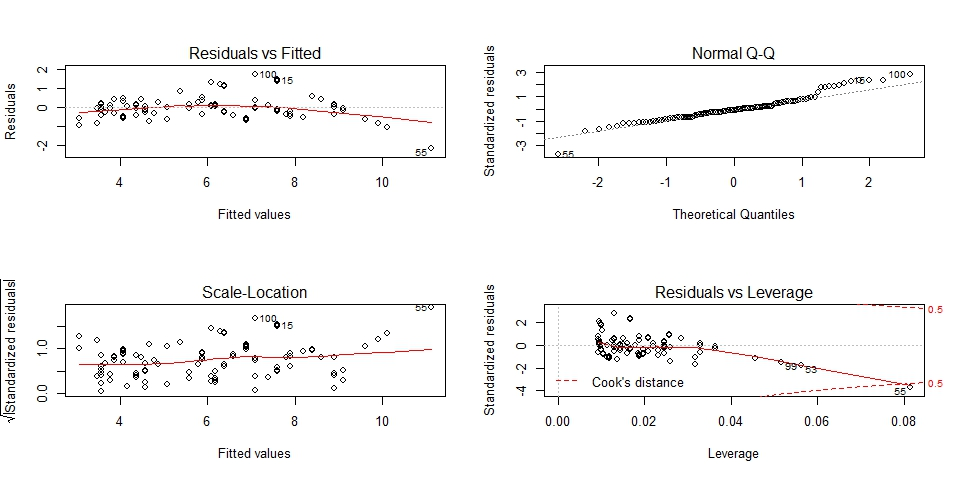 Residuals vs Fitted
Residuals
2
0
-2
100
15
55
4 6 8 10
Fitted values
Normal Q-Q
Standardized residuals
3
1
-1
-3
100
15
55
-2 -1 0 1 2
Theoretical Quantiles
Scale-Location
√|Standardized residuals|
1.0
0.0
55
100
15
4 6 8 10
Fitted values
Residuals vs Leverage
Standardized residuals
2
0
-2
-4
0.5
0.5
Cook's distance
99
53
55
0.00 0.02 0.04 0.06 0.08
Leverage